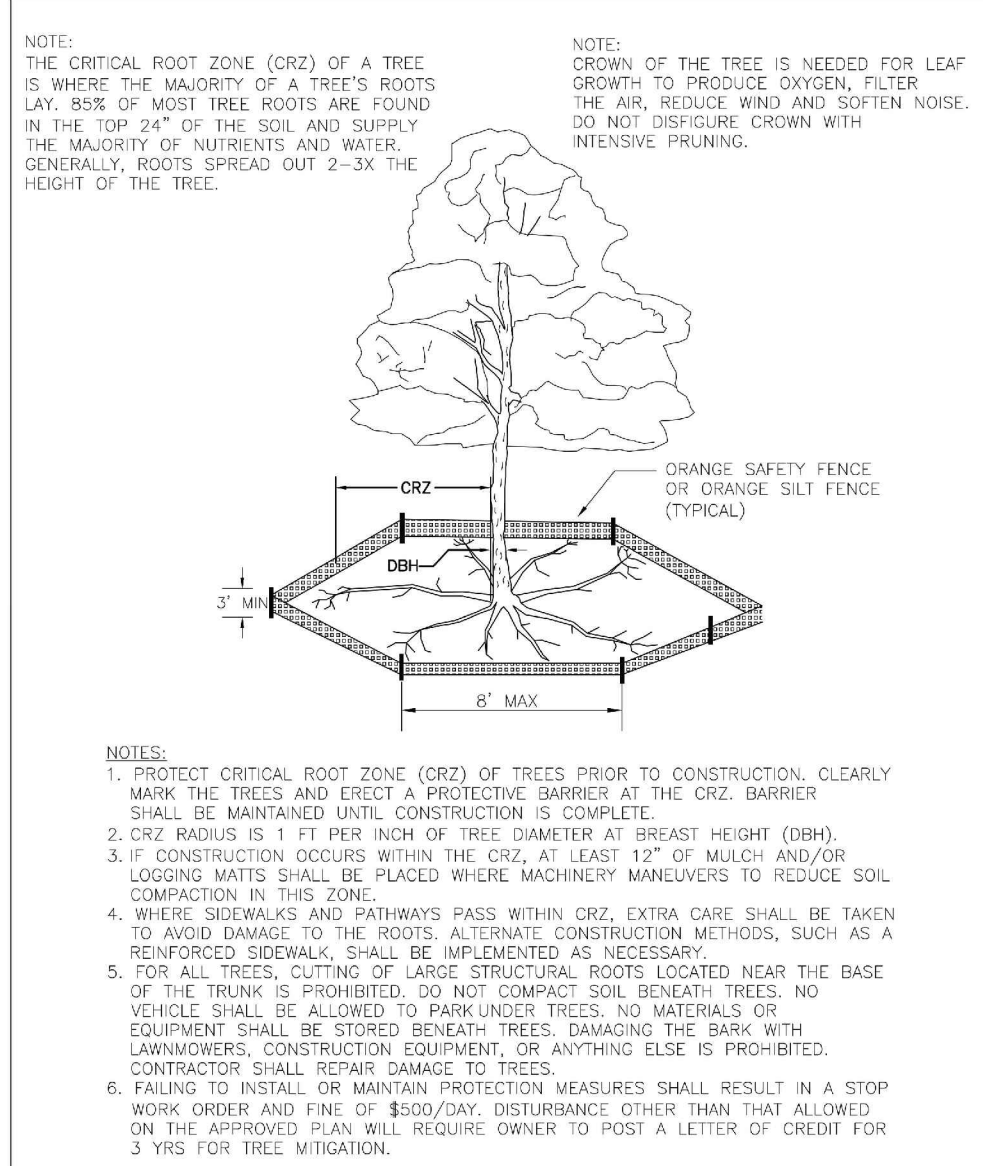 NOTE:
THE CRITICAL ROOT ZONE (CRZ) OF A TREE
IS WHERE THE MAJORITY OF A TREE'S ROOTS
LAY. 85% OF MOST TREE ROOTS ARE FOUND
IN THE TOP 24" OF THE SOIL AND SUPPLY
THE MAJORITY OF NUTRIENTS AND WATER.
GENERALLY, ROOTS SPREAD OUT 2-3X THE
HEIGHT OF THE TREE.
NOTE:
CROWN OF THE TREE IS NEEDED FOR LEAF
GROWTH TO PRODUCE OXYGEN, FILTER
THE AIR, REDUCE WIND AND SOFTEN NOISE.
DO NOT DISFIGURE CROWN WITH
INTENSIVE PRUNING.
ORANGE SAFETY FENCE
OR ORANGE SILT FENCE
(TYPICAL)
CRZ
DBH
3' MIN
8' MAX
NOTES:
1. PROTECT CRITICAL ROOT ZONE (CRZ) OF TREES PRIOR TO CONSTRUCTION. CLEARLY
MARK THE TREES AND ERECT A PROTECTIVE BARRIER AT THE CRZ. BARRIER
SHALL BE MAINTAINED UNTIL CONSTRUCTION IS COMPLETE.
2. CRZ RADIUS IS 1 FT PER INCH OF TREE DIAMETER AT BREAST HEIGHT (DBH).
3. IF CONSTRUCTION OCCURS WITHIN THE CRZ, AT LEAST 12" OF MULCH AND/OR
LOGGING MATTS SHALL BE PLACED WHERE MACHINERY MANEUVERS TO REDUCE SOIL
COMPACTION IN THIS ZONE.
4. WHERE SIDEWALKS AND PATHWAYS PASS WITHIN CRZ, EXTRA CARE SHALL BE TAKEN
TO AVOID DAMAGE TO THE ROOTS. ALTERNATE CONSTRUCTION METHODS, SUCH AS A
REINFORCED SIDEWALK, SHALL BE IMPLEMENTED AS NECESSARY.
5. FOR ALL TREES, CUTTING OF LARGE STRUCTURAL ROOTS LOCATED NEAR THE BASE
OF THE TRUNK IS PROHIBITED. DO NOT COMPACT SOIL BENEATH TREES. NO
VEHICLE SHALL BE ALLOWED TO PARK UNDER TREES. NO MATERIALS OR
EQUIPMENT SHALL BE STORED BENEATH TREES. DAMAGING THE BARK WITH
LAWNMOWERS, CONSTRUCTION EQUIPMENT, OR ANYTHING ELSE IS PROHIBITED.
CONTRACTOR SHALL REPAIR DAMAGE TO TREES.
6. FAILING TO INSTALL OR MAINTAIN PROTECTION MEASURES SHALL RESULT IN A STOP
WORK ORDER AND FINE OF $500/DAY. DISTURBANCE OTHER THAN THAT ALLOWED
ON THE APPROVED PLAN WILL REQUIRE OWNER TO POST A LETTER OF CREDIT FOR
3 YRS FOR TREE MITIGATION.